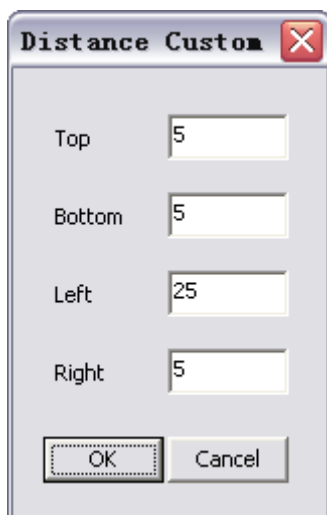 Distance Custom
Top 5
Bottom 5
Left 25
Right 5
OK Cancel